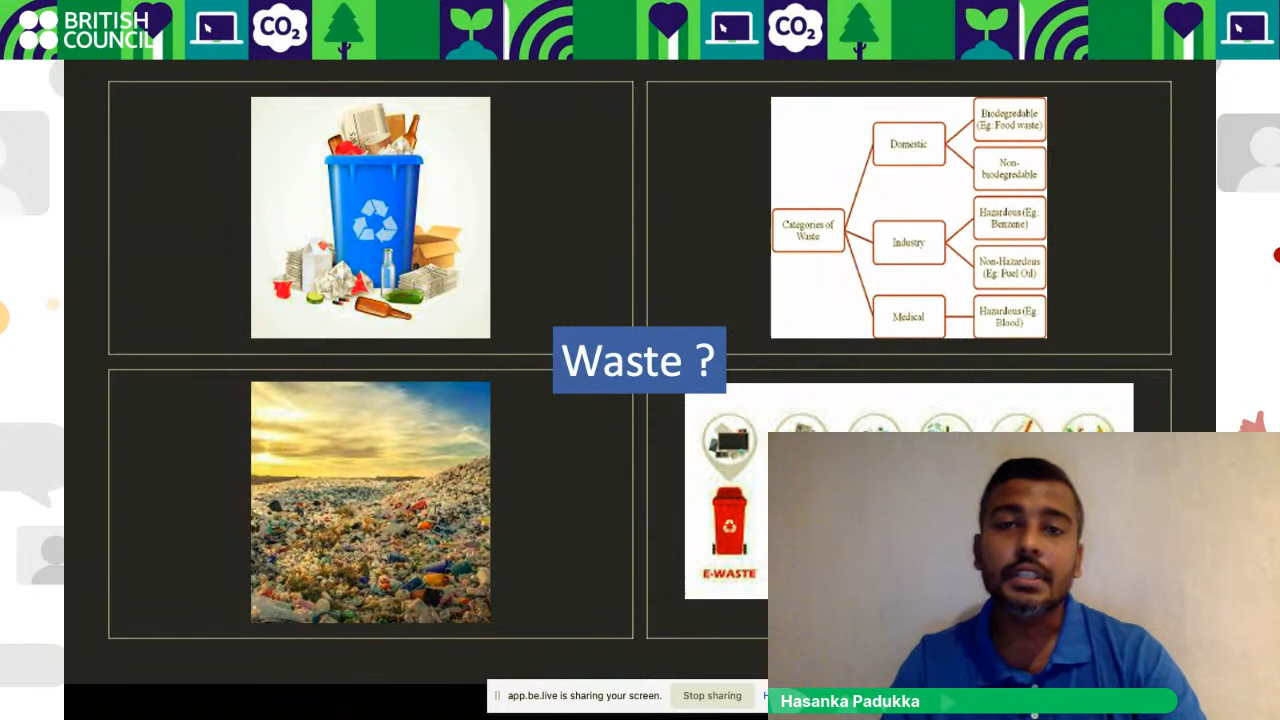 BRITISH
COUNCIL
CO₂
CO₂
Categories of
Waste
Domestic
Biodegredable
(Eg: Food waste)
Non-
biodegredable
Industry
Hazardous (Eg:
Benzene)
Non-Hazardous
(Eg: Fuel Oil)
Medical
Hazardous (Eg:
Blood)
Waste ?
E-WASTE
app.be.live is sharing your screen.
Stop sharing
Hasanka Padukka